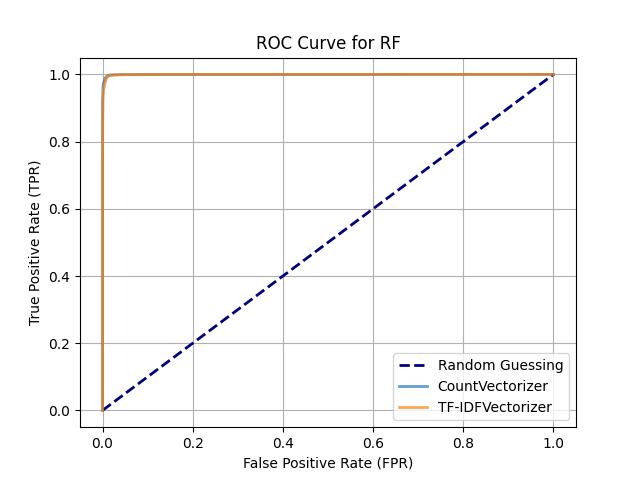 ROC Curve for RF
True Positive Rate (TPR)
1.0
0.8
0.6
0.4
0.2
0.0
0.0 0.2 0.4 0.6 0.8 1.0
False Positive Rate (FPR)
Random Guessing
CountVectorizer
TF-IDFVectorizer